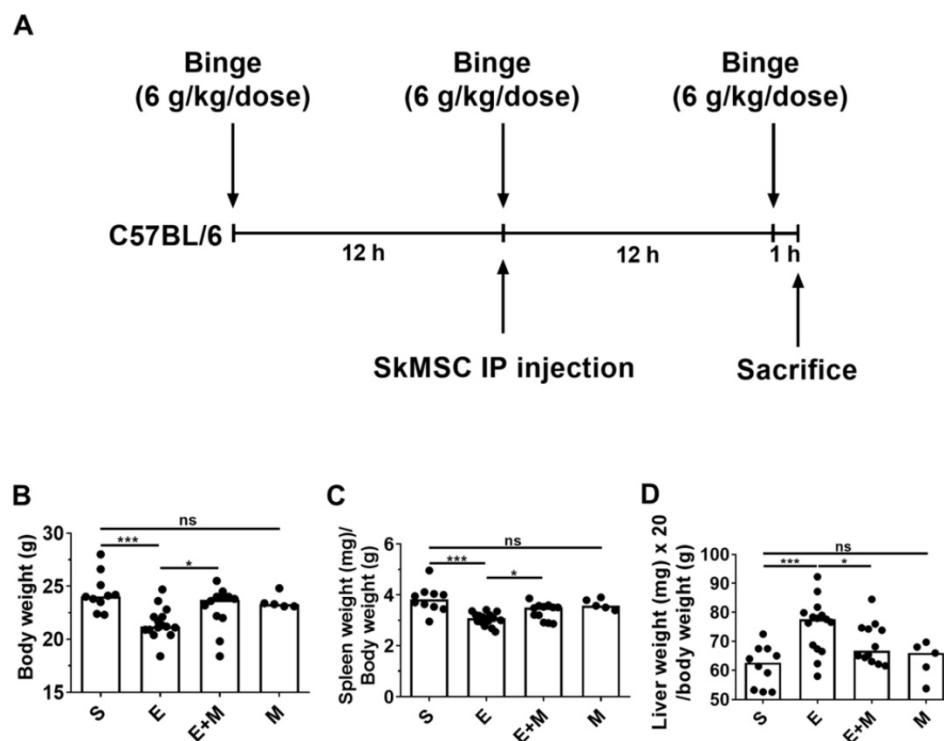 A
Binge Binge Binge
(6 g/kg/dose) (6 g/kg/dose) (6 g/kg/dose)
C57BL/6
12 h 12 h 1 h
SkMSC IP injection Sacrifice
B
Body weight (g)
30
25
20
15
ns
***
*
S E E+M M
C
Spleen weight (mg)/
Body weight (g)
6
4
2
0
ns
***
*
S E E+M M
D
Liver weight (mg) x 20
/body weight (g)
100
90
80
70
60
50
ns
***
*
S E E+M M